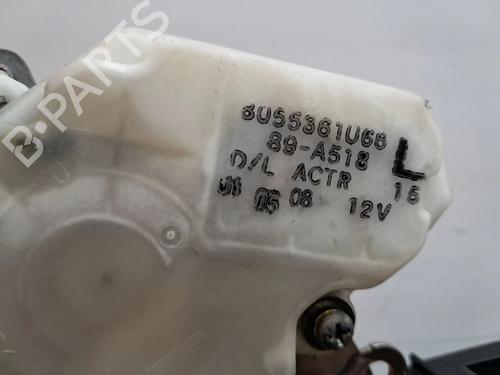 B-PARTS
8U55361U66
89-A518 L
D/L ACTR 15
05 08 12V